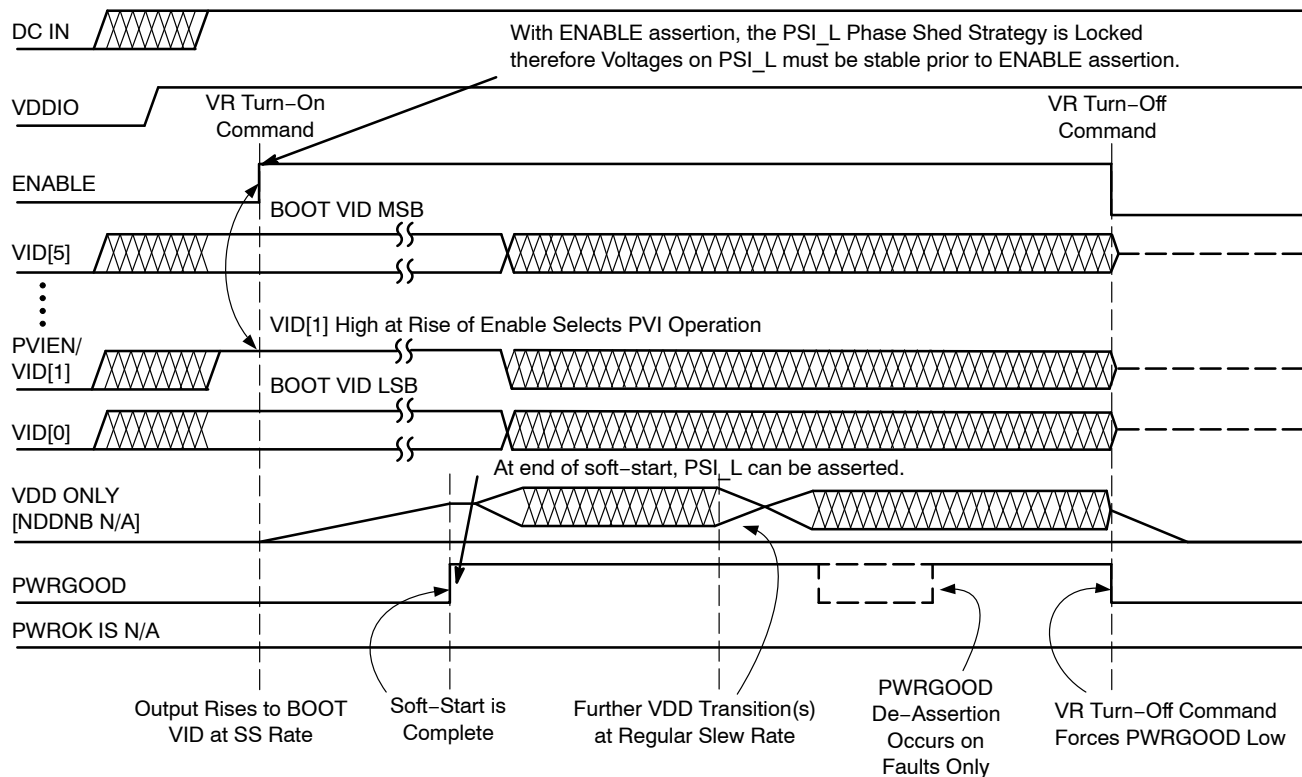 DC IN
With ENABLE assertion, the PSI_L Phase Shed Strategy is Locked
therefore Voltages on PSI_L must be stable prior to ENABLE assertion.
VDDIO
VR Turn−On
Command
VR Turn−Off
Command
ENABLE
BOOT VID MSB
VID[5]
VID[1] High at Rise of Enable Selects PVI Operation
PVIEN/
VID[1]
BOOT VID LSB
VID[0]
At end of soft−start, PSI_L can be asserted.
VDD ONLY
[NDDNB N/A]
PWRGOOD
PWROK IS N/A
Output Rises to BOOT
VID at SS Rate
Soft−Start is
Complete
Further VDD Transition(s)
at Regular Slew Rate
PWRGOOD
De−Assertion
Occurs on
Faults Only
VR Turn−Off Command
Forces PWRGOOD Low